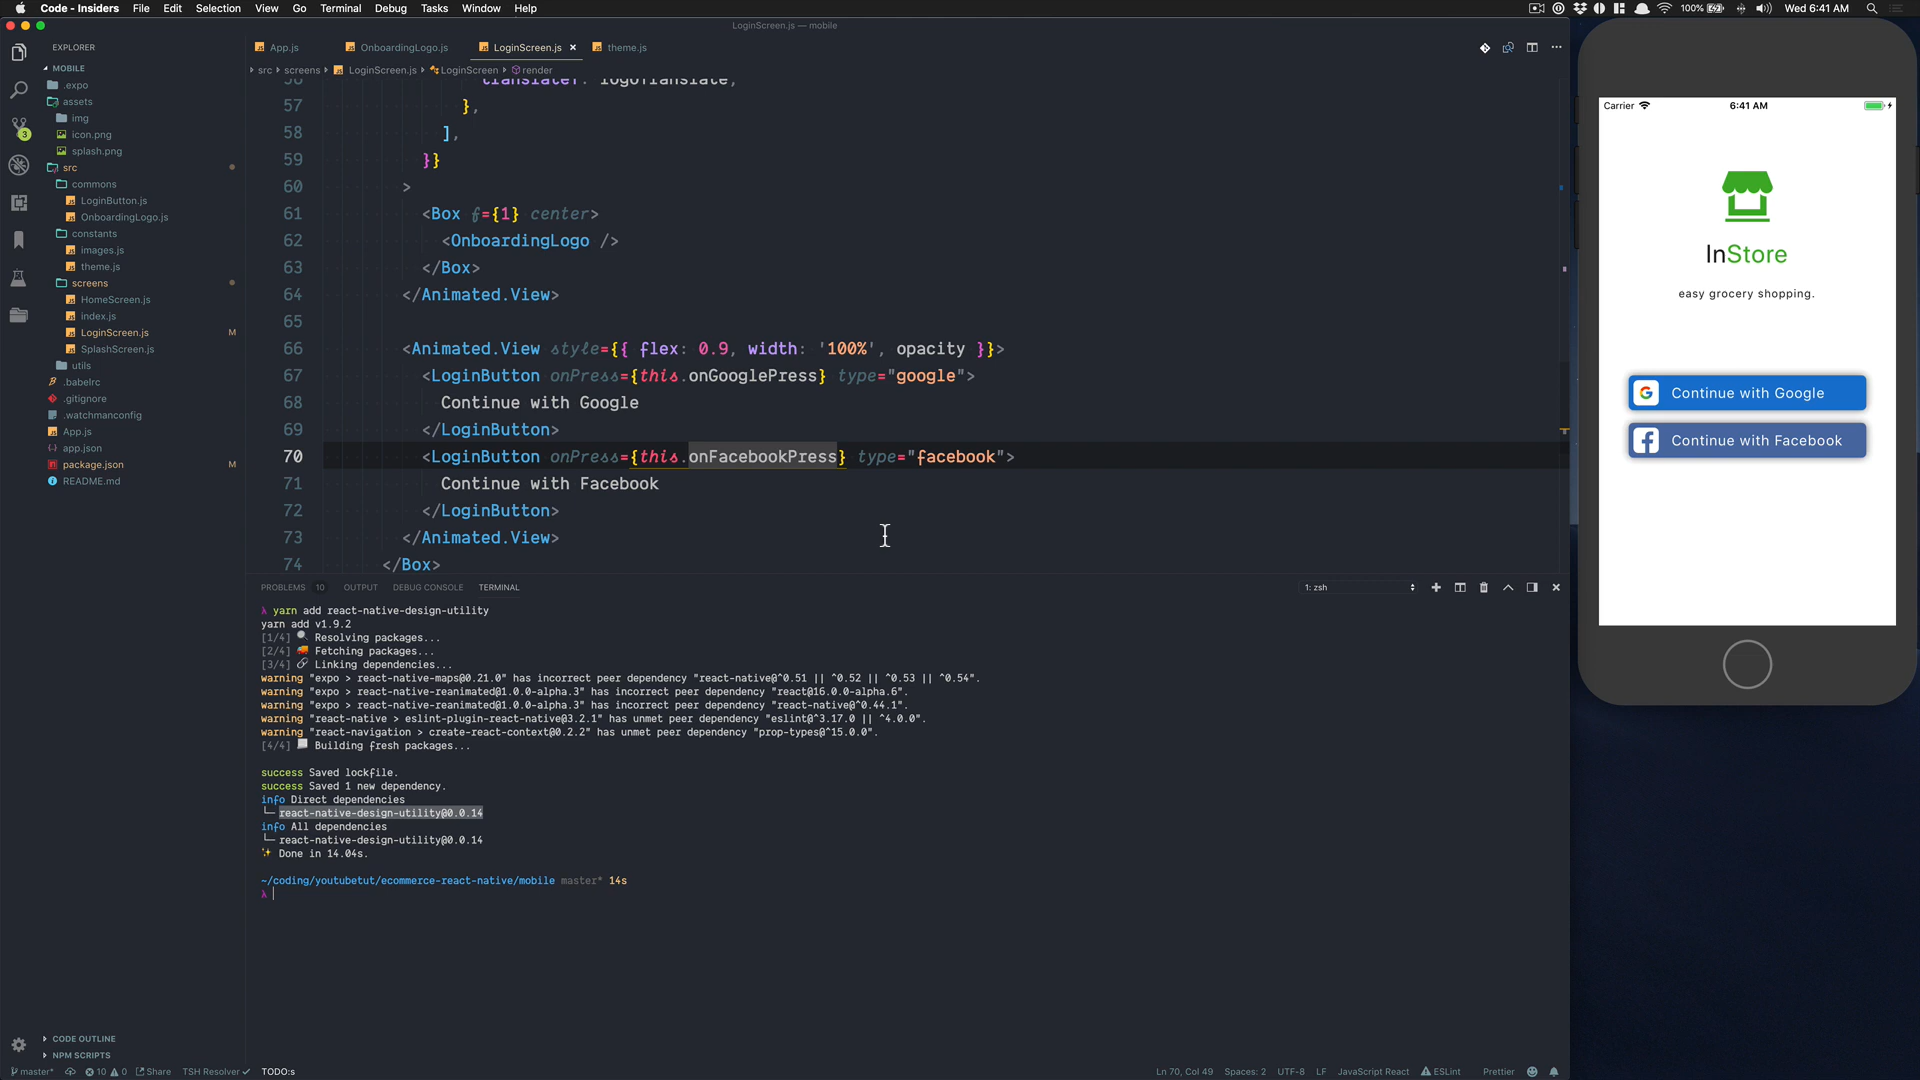 Code - Insiders File Edit Selection View Go Terminal Debug Tasks Window Help
100% Wed 6:41 AM
LoginScreen.js — mobile
EXPLORER
App.js OnboardingLogo.js LoginScreen.js × theme.js
MOBILE
src › screens › LoginScreen.js › LoginScreen › render
.expo
assets
img
icon.png
splash.png
src
commons
LoginButton.js
OnboardingLogo.js
constants
images.js
theme.js
screens
HomeScreen.js
index.js
LoginScreen.js M
SplashScreen.js
utils
.babelrc
.gitignore
.watchmanconfig
App.js
app.json
package.json M
README.md
3
56 translateY: logoTranslate,
57 },
58 ],
59 }}
60 >
61 <Box f={1} center>
62 <OnboardingLogo />
63 </Box>
64 </Animated.View>
65
66 <Animated.View style={{ flex: 0.9, width: '100%', opacity }}>
67 <LoginButton onPress={this.onGooglePress} type="google">
68 Continue with Google
69 </LoginButton>
70 <LoginButton onPress={this.onFacebookPress} type="facebook">
71 Continue with Facebook
72 </LoginButton>
73 </Animated.View>
74 </Box>
PROBLEMS 10 OUTPUT DEBUG CONSOLE TERMINAL 1: zsh
λ yarn add react-native-design-utility
yarn add v1.9.2
[1/4] Resolving packages...
[2/4] Fetching packages...
[3/4] Linking dependencies...
warning "expo > react-native-maps@0.21.0" has incorrect peer dependency "react-native@^0.51 || ^0.52 || ^0.53 || ^0.54".
warning "expo > react-native-reanimated@1.0.0-alpha.3" has incorrect peer dependency "react@16.0.0-alpha.6".
warning "expo > react-native-reanimated@1.0.0-alpha.3" has incorrect peer dependency "react-native@^0.44.1".
warning "react-native > eslint-plugin-react-native@3.2.1" has unmet peer dependency "eslint@^3.17.0 || ^4.0.0".
warning "react-navigation > create-react-context@0.2.2" has unmet peer dependency "prop-types@^15.0.0".
[4/4] Building fresh packages...
success Saved lockfile.
success Saved 1 new dependency.
info Direct dependencies
└─ react-native-design-utility@0.0.14
info All dependencies
└─ react-native-design-utility@0.0.14
Done in 14.04s.
~/coding/youtubetut/ecommerce-react-native/mobile master* 14s
λ
CODE OUTLINE
NPM SCRIPTS
master* 10 0 Share TSH Resolver ✓ TODO:s
Ln 70, Col 49 Spaces: 2 UTF-8 LF JavaScript React ESLint Prettier
Carrier 6:41 AM
InStore
easy grocery shopping.
Continue with Google
Continue with Facebook